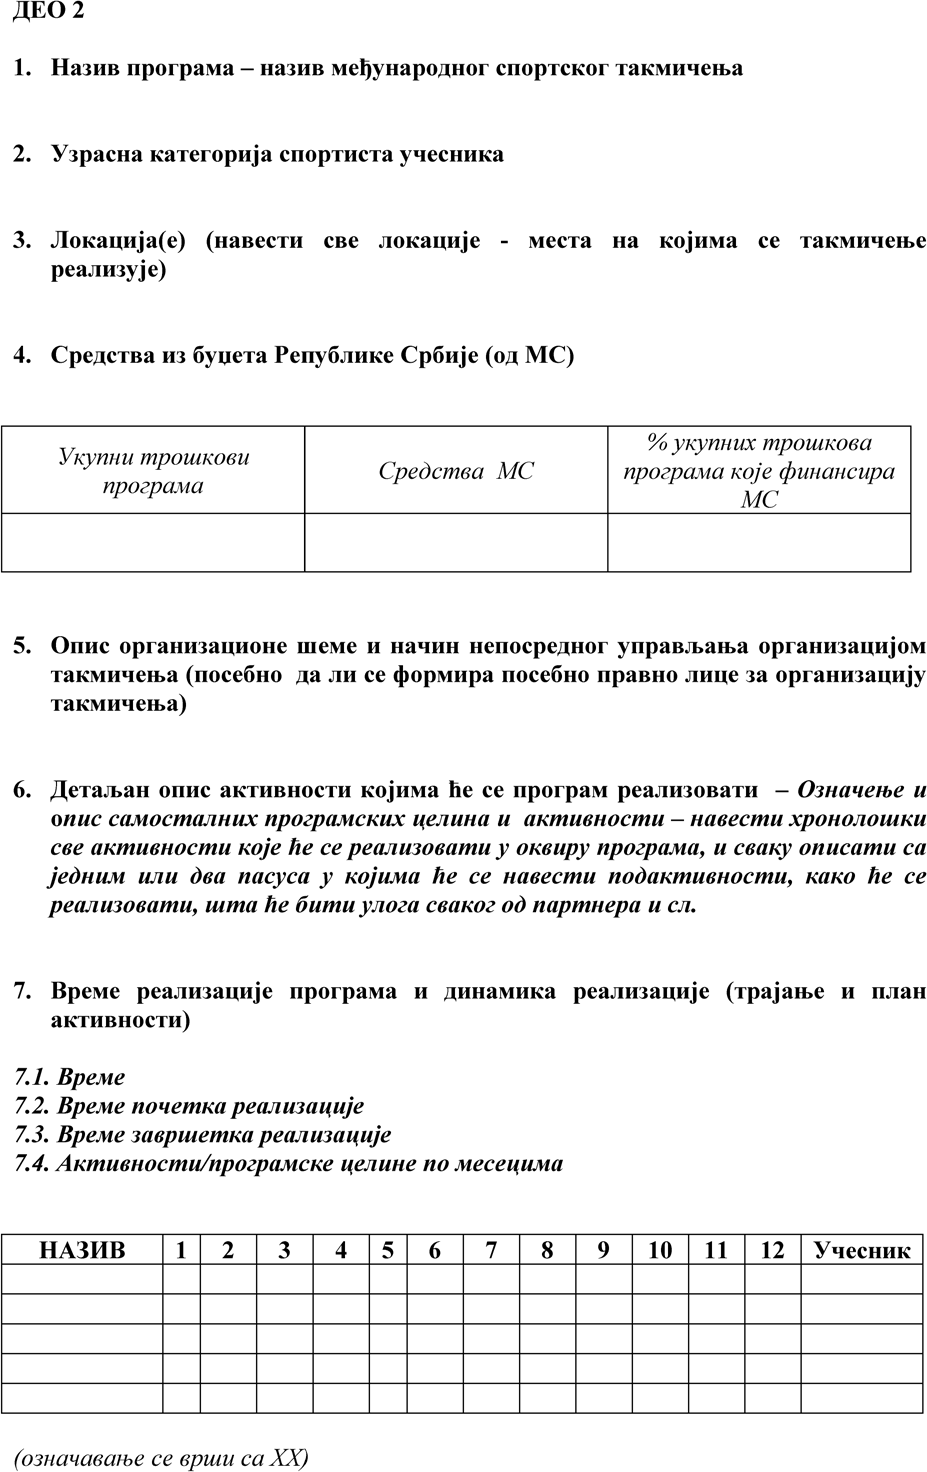 ДЕО 2
1. Назив програма – назив међународног спортског такмичења
2. Узрасна категорија спортиста учесника
3. Локација(е) (навести све локације - места на којима се такмичење
реализује)
4. Средства из буџета Републике Србије (од МС)
Укупни трошкови
програма
Средства МС
% укупних трошкова
програма које финансира
МС
5. Опис организационе шеме и начин непосредног управљања организацијом
такмичења (посебно да ли се формира посебно правно лице за организацију
такмичења)
6. Детаљан опис активности којима ће се програм реализовати – Означење и
опис самосталних програмских целина и активности – навести хронолошки
све активности које ће се реализовати у оквиру програма, и сваку описати са
једним или два пасуса у којима ће се навести подактивности, како ће се
реализовати, шта ће бити улога сваког од партнера и сл.
7. Време реализације програма и динамика реализације (трајање и план
активности)
7.1. Време
7.2. Време почетка реализације
7.3. Време завршетка реализације
7.4. Активности/програмске целине по месецима
НАЗИВ 1 2 3 4 5 6 7 8 9 10 11 12 Учесник
(означавање се врши са XX)